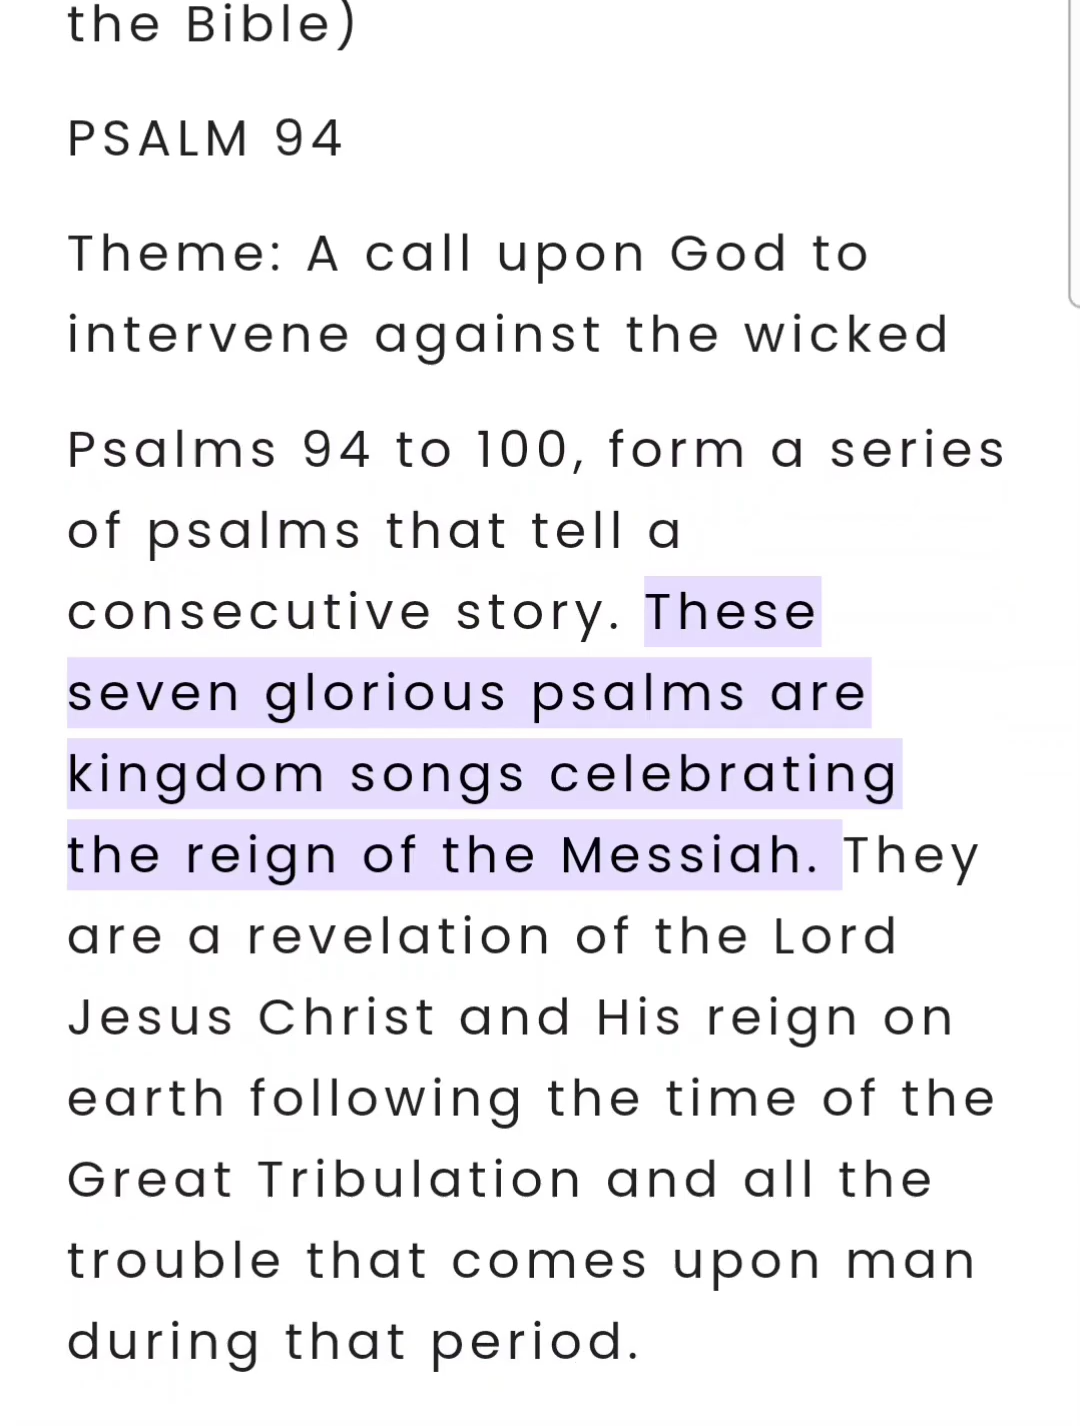 the Bible)
PSALM 94
Theme: A call upon God to
intervene against the wicked
Psalms 94 to 100, form a series
of psalms that tell a
consecutive story. These
seven glorious psalms are
kingdom songs celebrating
the reign of the Messiah. They
are a revelation of the Lord
Jesus Christ and His reign on
earth following the time of the
Great Tribulation and all the
trouble that comes upon man
during that period.